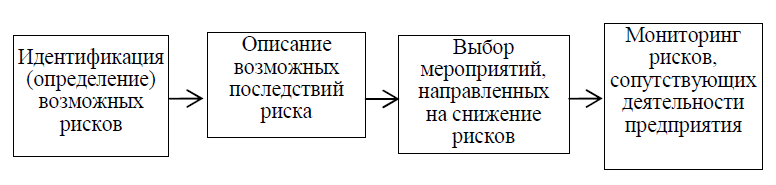 Идентификация
(определение)
возможных
рисков
Описание
возможных
последствий
риска
Выбор
мероприятий,
направленных
на снижение
рисков
Мониторинг
рисков,
сопутствующих
деятельности
предприятия